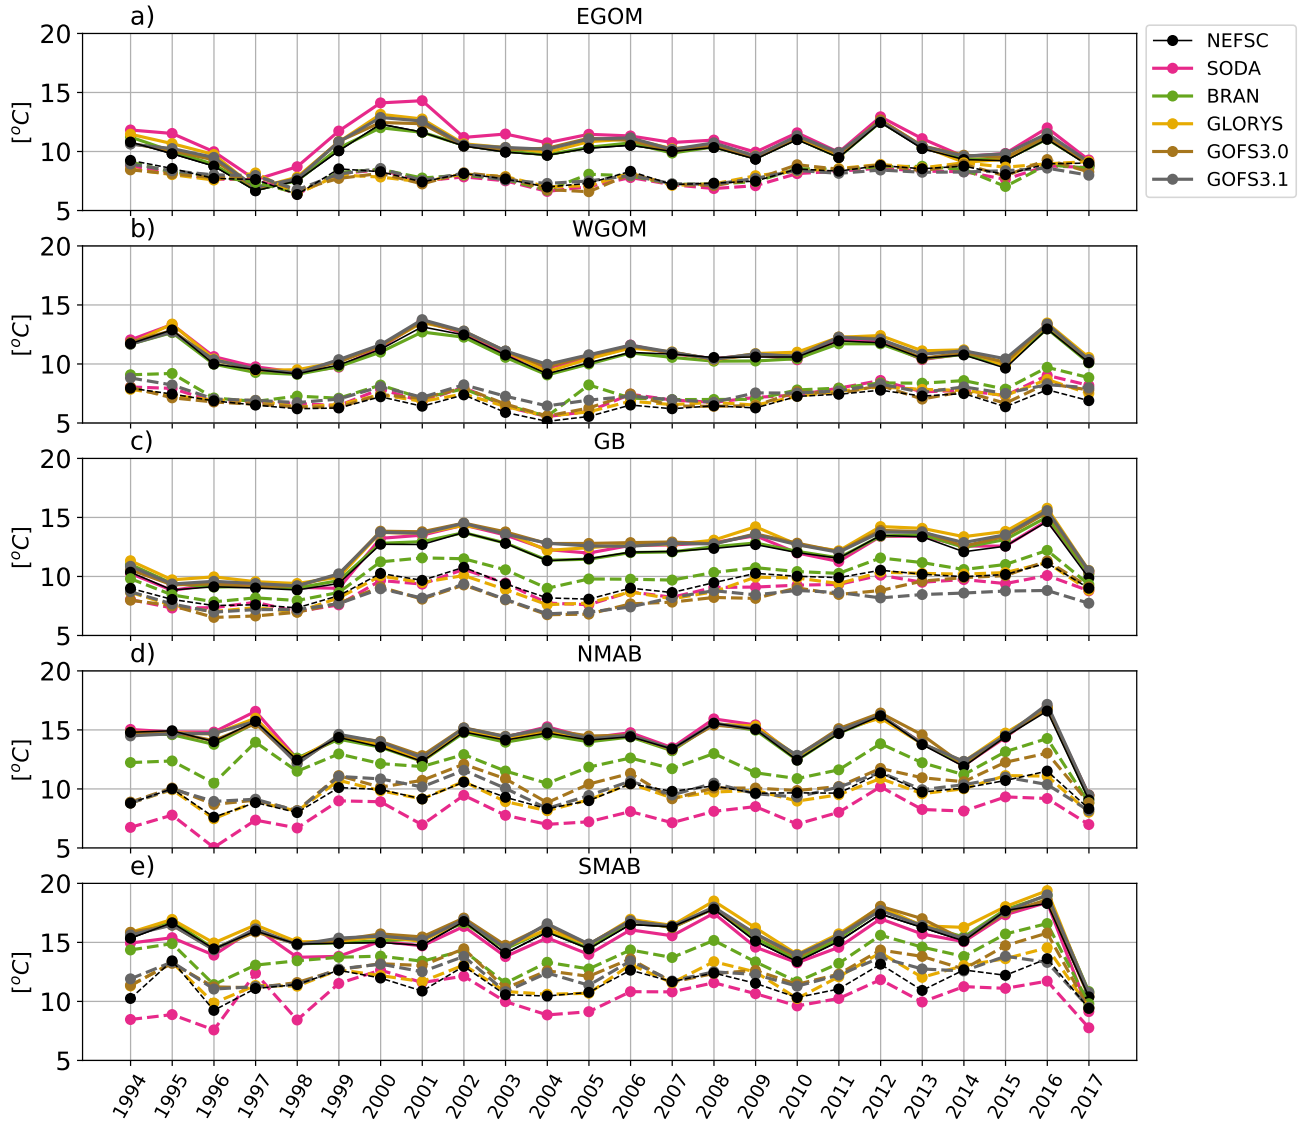 a) EGOM
20
15
10
5
[°C]
NEFSC
SODA
BRAN
GLORYS
GOFS3.0
GOFS3.1
b) WGOM
20
15
10
5
[°C]
c) GB
20
15
10
5
[°C]
d) NMAB
20
15
10
5
[°C]
e) SMAB
20
15
10
5
[°C]
1994 1995 1996 1997 1998 1999 2000 2001 2002 2003 2004 2005 2006 2007 2008 2009 2010 2011 2012 2013 2014 2015 2016 2017